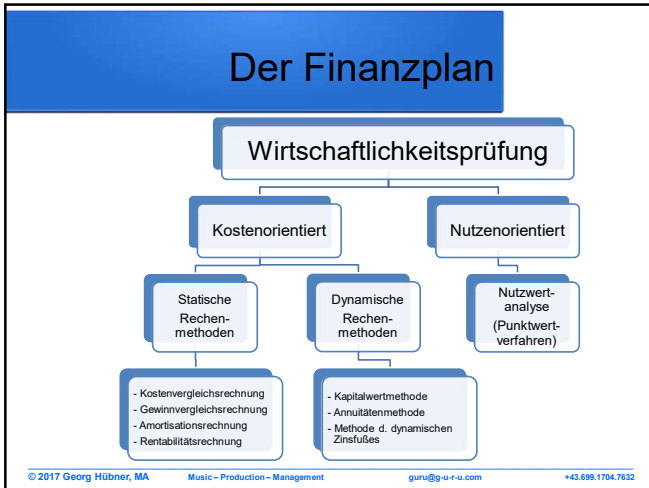 Der Finanzplan
Wirtschaftlichkeitsprüfung
Kostenorientiert
Nutzenorientiert
Statische
Rechen-
methoden
Dynamische
Rechen-
methoden
Nutzwert-
analyse
(Punktwert-
verfahren)
- Kostenvergleichsrechnung
- Gewinnvergleichsrechnung
- Amortisationsrechnung
- Rentabilitätsrechnung
- Kapitalwertmethode
- Annuitätenmethode
- Methode d. dynamischen
Zinsfußes
© 2017 Georg Hübner, MA Music – Production – Management guru@g-u-r-u.com +43.699.1704.7632